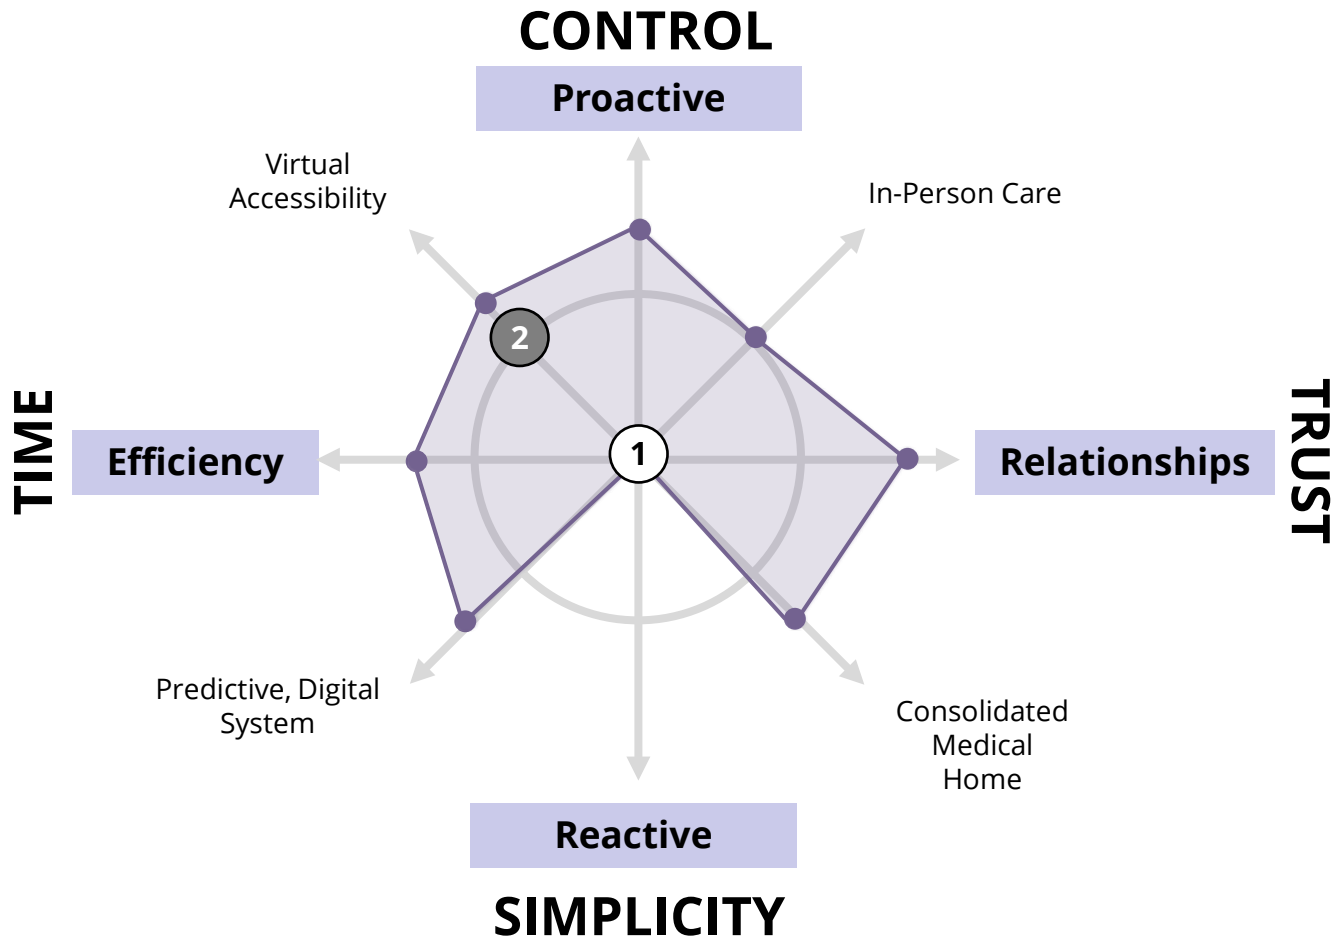 CONTROL
Proactive
Virtual
Accessibility
In-Person Care
2
1
TIME
Efficiency
Relationships
TRUST
Predictive, Digital
System
Consolidated
Medical
Home
Reactive
SIMPLICITY